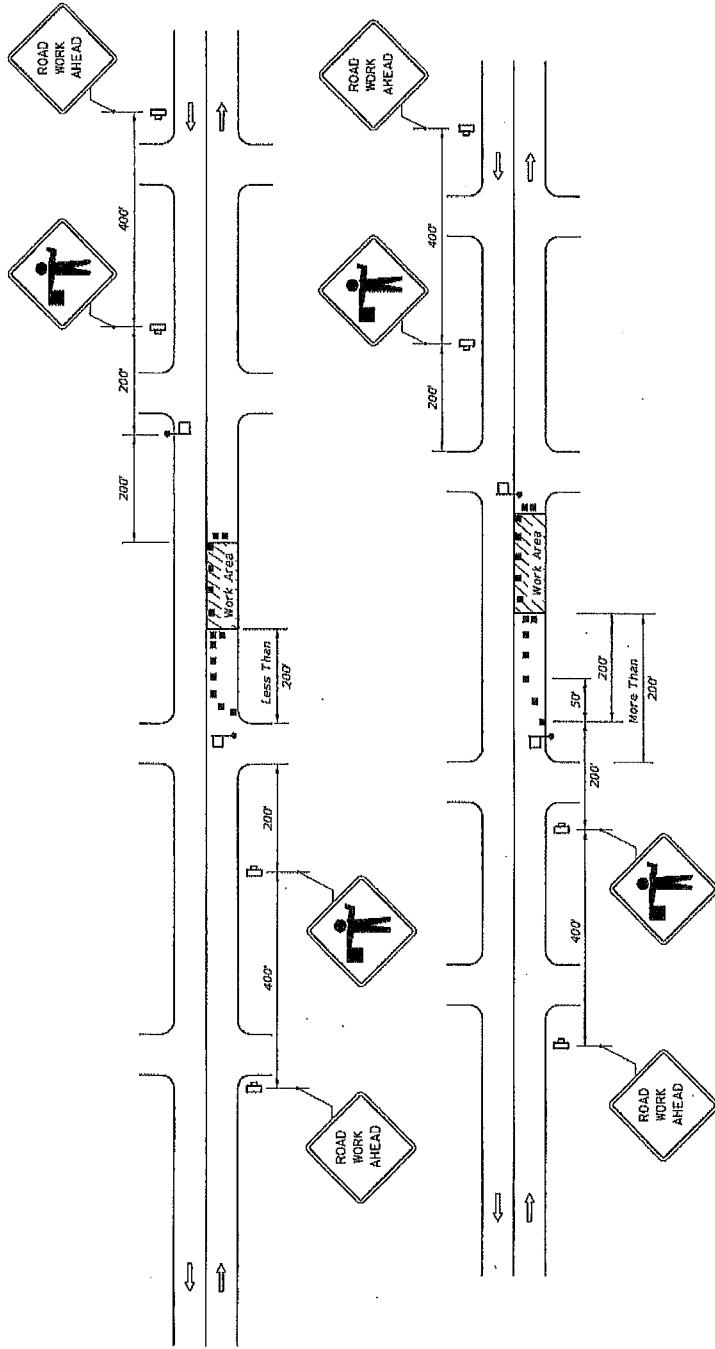 ROAD
WORK
AHEAD
400'
200'
200'
Work Area
Less Than
200'
200'
400'
ROAD
WORK
AHEAD
ROAD
WORK
AHEAD
400'
200'
Work Area
200'
More Than
200'
50'
200'
400'
ROAD
WORK
AHEAD